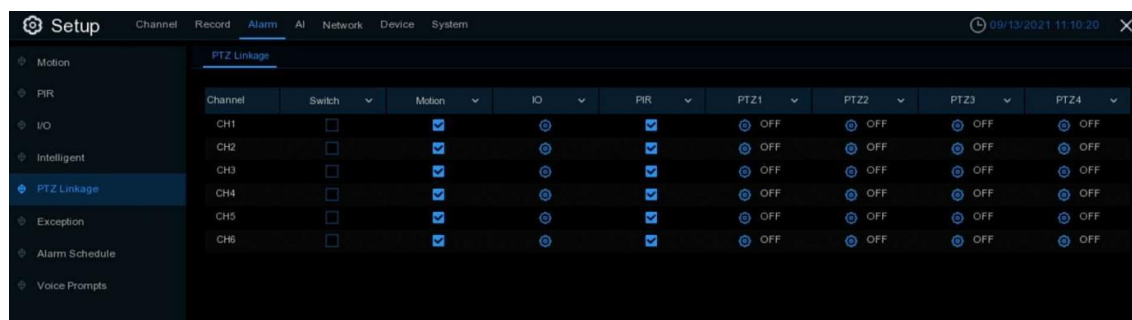 Setup Channel Record Alarm AI Network Device System 09/13/2021 11:10:20
PTZ Linkage
Motion
PIR
I/O
Intelligent
PTZ Linkage
Exception
Alarm Schedule
Voice Prompts
Channel Switch Motion IO PIR PTZ1 PTZ2 PTZ3 PTZ4
CH1 OFF OFF OFF OFF
CH2 OFF OFF OFF OFF
CH3 OFF OFF OFF OFF
CH4 OFF OFF OFF OFF
CH5 OFF OFF OFF OFF
CH6 OFF OFF OFF OFF